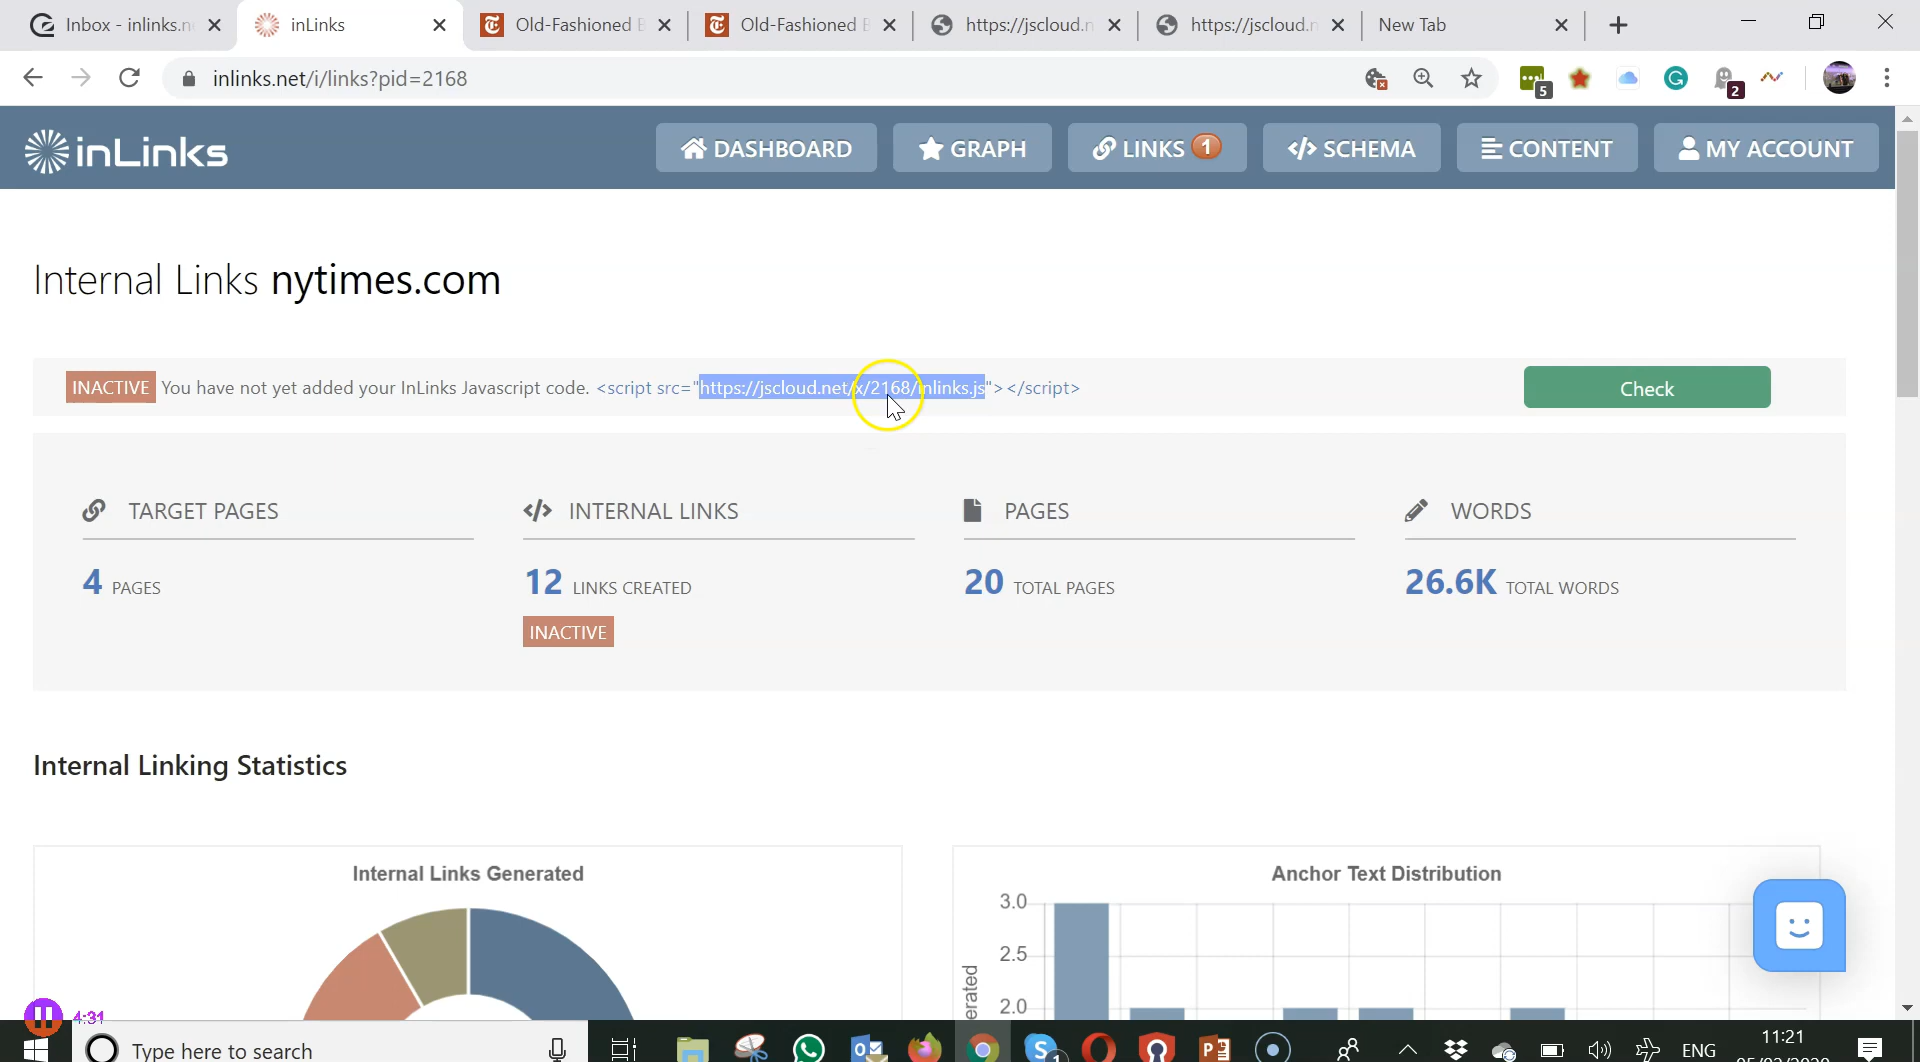 Inbox - inlinks.n
inLinks
Old-Fashioned B
Old-Fashioned B
https://jscloud.n
https://jscloud.n
New Tab
inlinks.net/i/links?pid=2168
5
2
inLinks
DASHBOARD
GRAPH
LINKS 1
SCHEMA
CONTENT
MY ACCOUNT
Internal Links nytimes.com
INACTIVE You have not yet added your InLinks Javascript code. <script src="https://jscloud.net/x/2168/inlinks.js"></script>
Check
TARGET PAGES
INTERNAL LINKS
PAGES
WORDS
4 PAGES
12 LINKS CREATED
20 TOTAL PAGES
26.6K TOTAL WORDS
INACTIVE
Internal Linking Statistics
Internal Links Generated
Anchor Text Distribution
3.0
2.5
2.0
erated
4:31
Type here to search
1
ENG
11:21